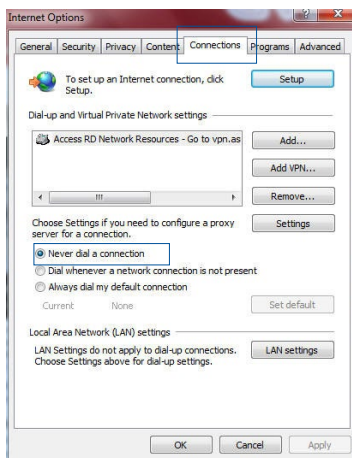 Internet Options
General Security Privacy Content Connections Programs Advanced
To set up an Internet connection, click
Setup.
Setup
Dial-up and Virtual Private Network settings
Access RD Network Resources - Go to vpn.as
Add...
Add VPN...
Remove...
Choose Settings if you need to configure a proxy
server for a connection.
Settings
Never dial a connection
Dial whenever a network connection is not present
Always dial my default connection
Current None
Set default
Local Area Network (LAN) settings
LAN Settings do not apply to dial-up connections.
Choose Settings above for dial-up settings.
LAN settings
OK Cancel Apply